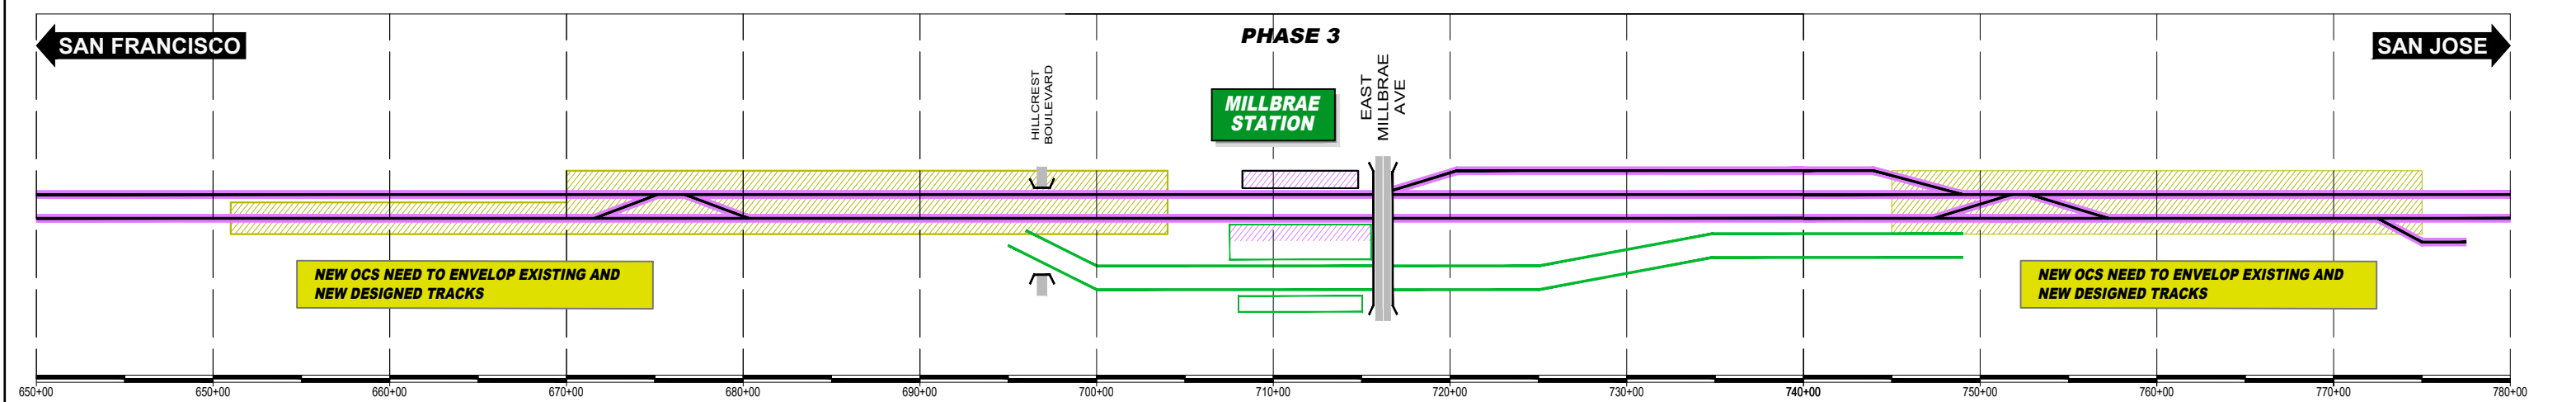 PHASE 3
SAN FRANCISCO
SAN JOSE
HILLCREST
BOULEVARD
MILLBRAE
STATION
EAST
MILLBRAE
AVE
NEW OCS NEED TO ENVELOP EXISTING AND
NEW DESIGNED TRACKS
NEW OCS NEED TO ENVELOP EXISTING AND
NEW DESIGNED TRACKS
650+00 650+00 660+00 670+00 680+00 690+00 700+00 710+00 720+00 730+00 740+00 750+00 760+00 770+00 780+00